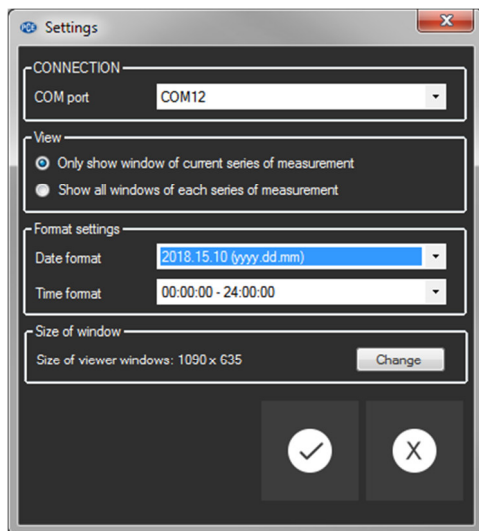 PCE Settings
CONNECTION
COM port COM12
View
Only show window of current series of measurement
Show all windows of each series of measurement
Format settings
Date format 2018.15.10 (yyyy.dd.mm)
Time format 00:00:00 - 24:00:00
Size of window
Size of viewer windows: 1090 x 635 Change
X